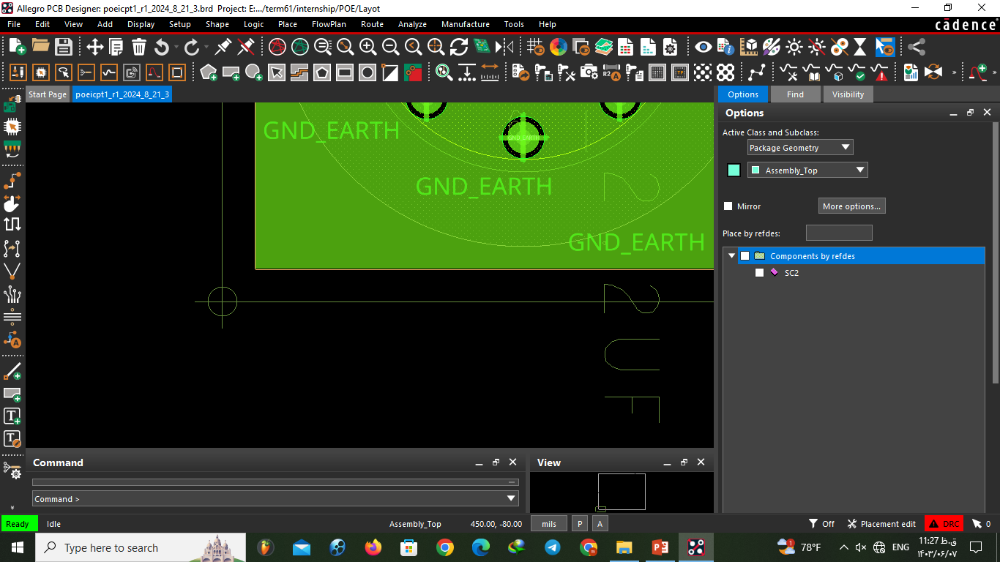 Allegro PCB Designer: poeicpt1_r1_2024_8_21_3.brd Project: E:.../term61/internship/POE/Layot
File Edit View Add Display Setup Shape Logic Place FlowPlan Route Analyze Manufacture Tools Help
cādence
Start Page poeicpt1_r1_2024_8_21_3
Options Find Visibility
Options
Active Class and Subclass:
Package Geometry
Assembly_Top
Mirror More options...
Place by refdes:
Components by refdes
SC2
GND_EARTH
GND_EARTH
GND_EARTH
GND_EARTH
2
2
U
F
Command
Command >
View
Ready Idle Assembly_Top 450.00, -80.00 mils P A Off Placement edit DRC 0
Type here to search
1 78°F ENG
11:27 ق.ظ
۱۴۰۳/۰۶/۰۷